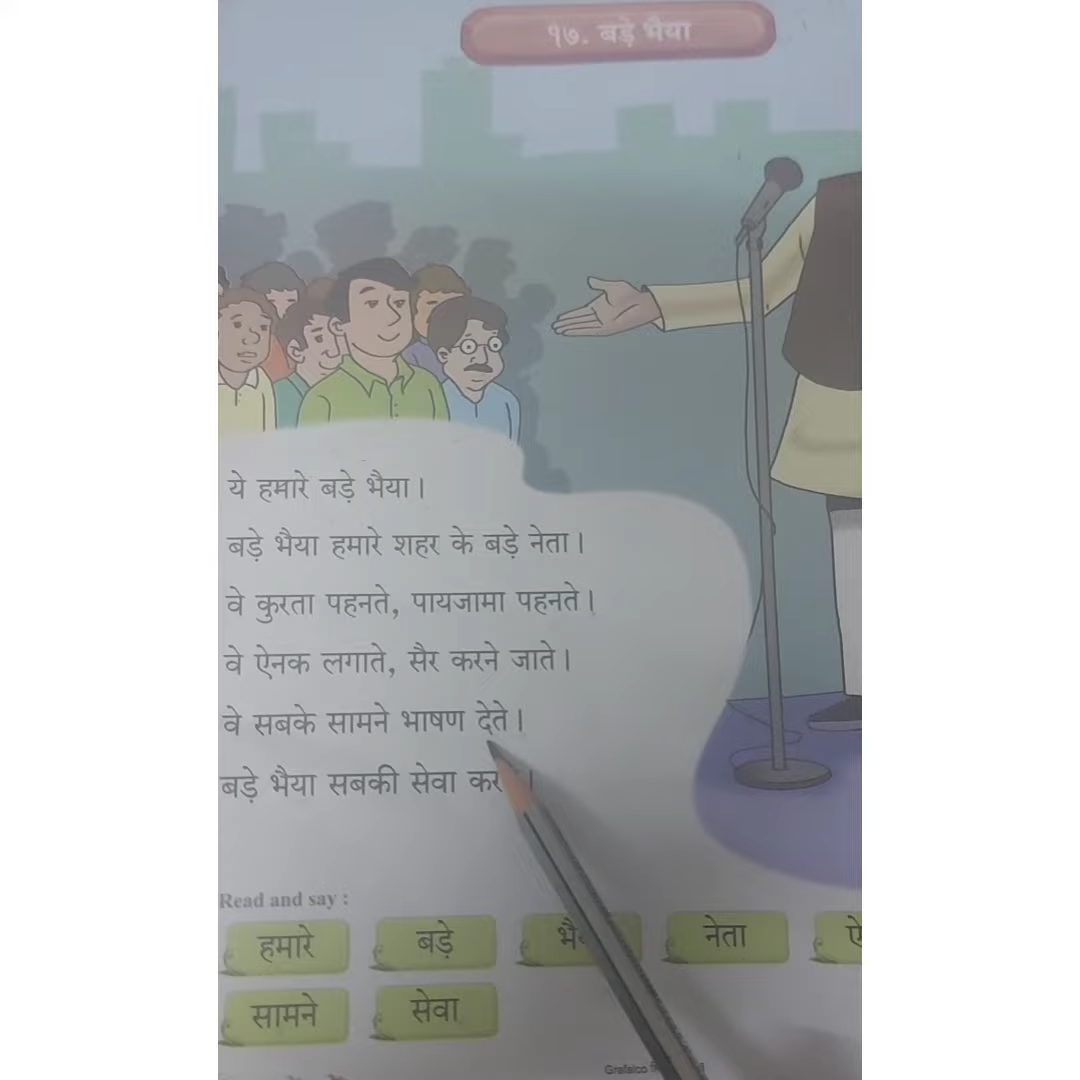 १७. बड़े भैया
ये हमारे बड़े भैया।
बड़े भैया हमारे शहर के बड़े नेता।
वे कुरता पहनते, पायजामा पहनते।
वे ऐनक लगाते, सैर करने जाते।
वे सबके सामने भाषण देते।
बड़े भैया सबकी सेवा
Read and say :
हमारे बड़े नेता
सामने सेवा